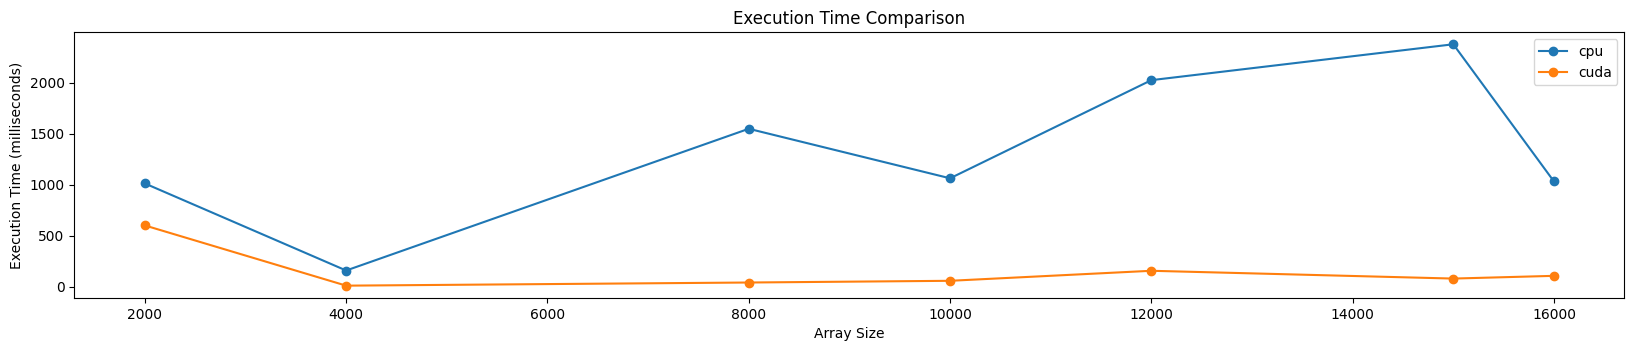 Execution Time Comparison
cpu
cuda
Execution Time (milliseconds)
2000
1500
1000
500
0
2000 4000 6000 8000 10000 12000 14000 16000
Array Size